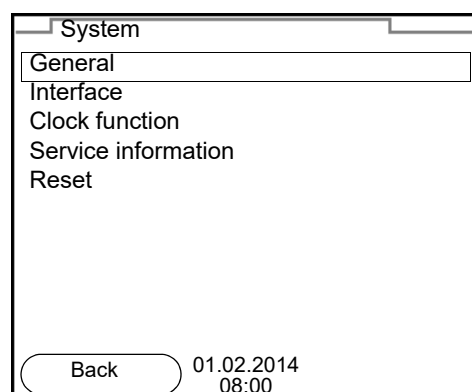 System
General
Interface
Clock function
Service information
Reset
Back
01.02.2014
08:00